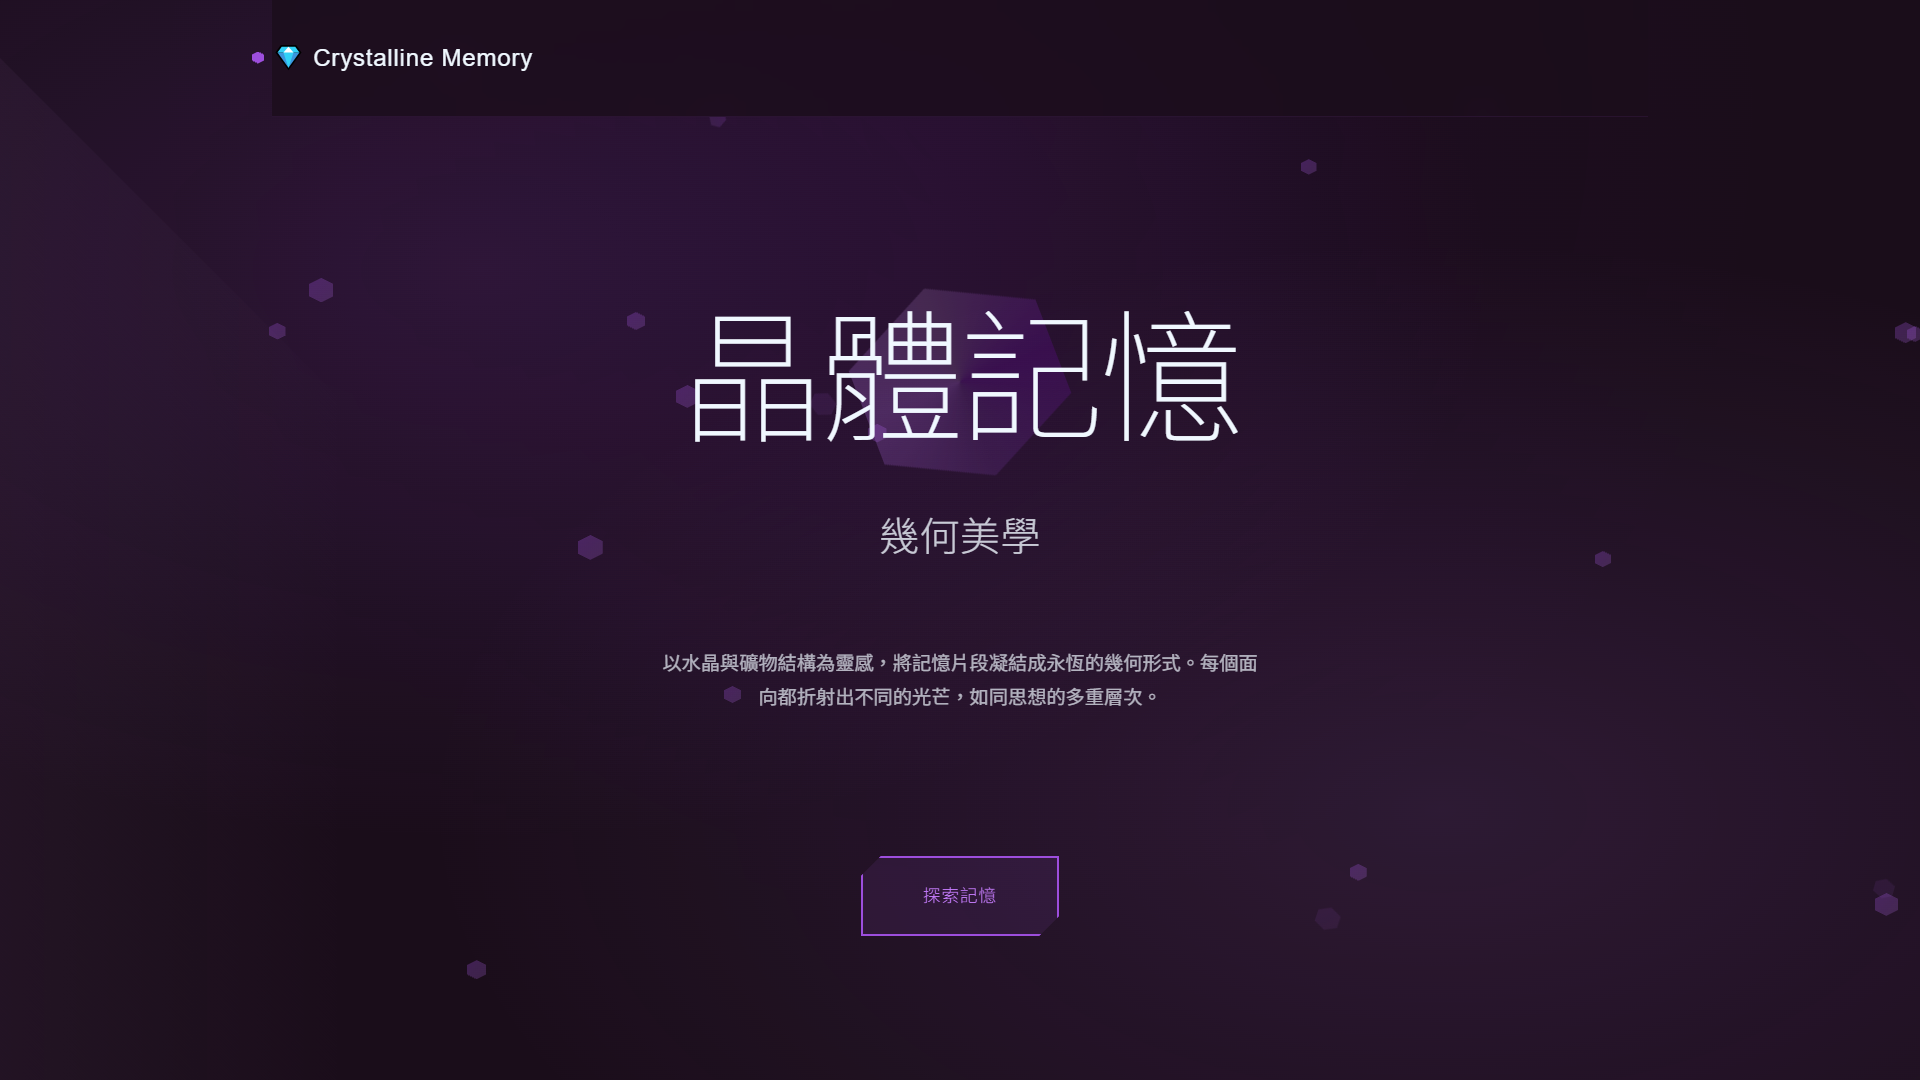 Crystalline Memory
晶體記憶
幾何美學
以水晶與礦物結構為靈感，將記憶片段凝結成永恆的幾何形式。每個面
向都折射出不同的光芒，如同思想的多重層次。
探索記憶